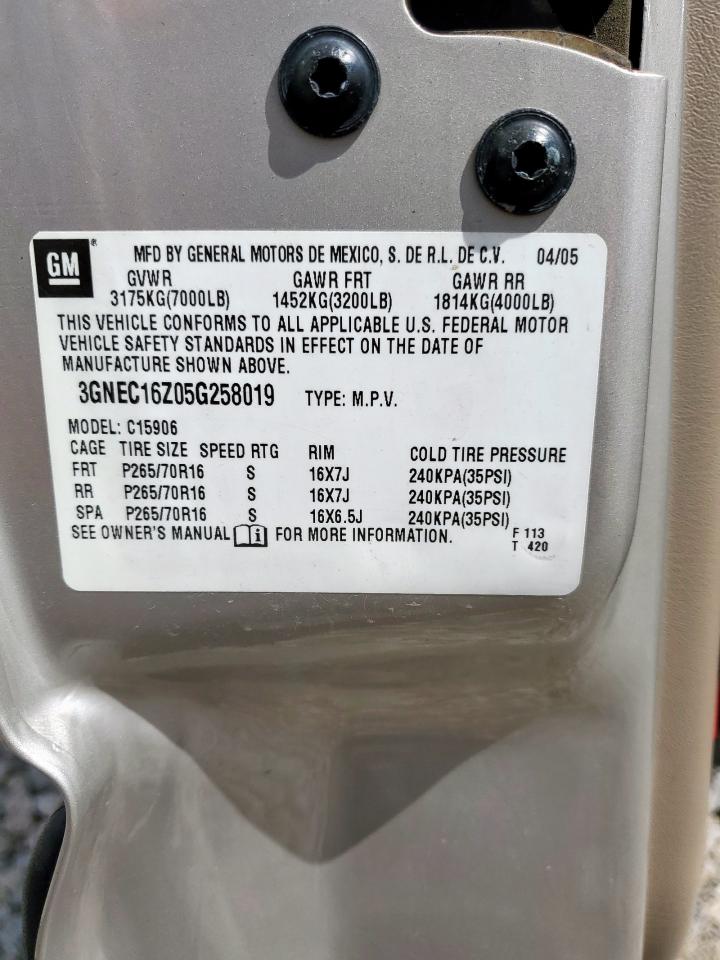 GM ® MFD BY GENERAL MOTORS DE MEXICO, S. DE R.L. DE C.V. 04/05
GVWR GAWR FRT GAWR RR
3175KG(7000LB) 1452KG(3200LB) 1814KG(4000LB)
THIS VEHICLE CONFORMS TO ALL APPLICABLE U.S. FEDERAL MOTOR
VEHICLE SAFETY STANDARDS IN EFFECT ON THE DATE OF
MANUFACTURE SHOWN ABOVE.
3GNEC16Z05G258019 TYPE: M.P.V.
MODEL: C15906
CAGE TIRE SIZE SPEED RTG RIM COLD TIRE PRESSURE
FRT P265/70R16 S 16X7J 240KPA(35PSI)
RR P265/70R16 S 16X7J 240KPA(35PSI)
SPA P265/70R16 S 16X6.5J 240KPA(35PSI)
SEE OWNER'S MANUAL i FOR MORE INFORMATION. F 113
T 420